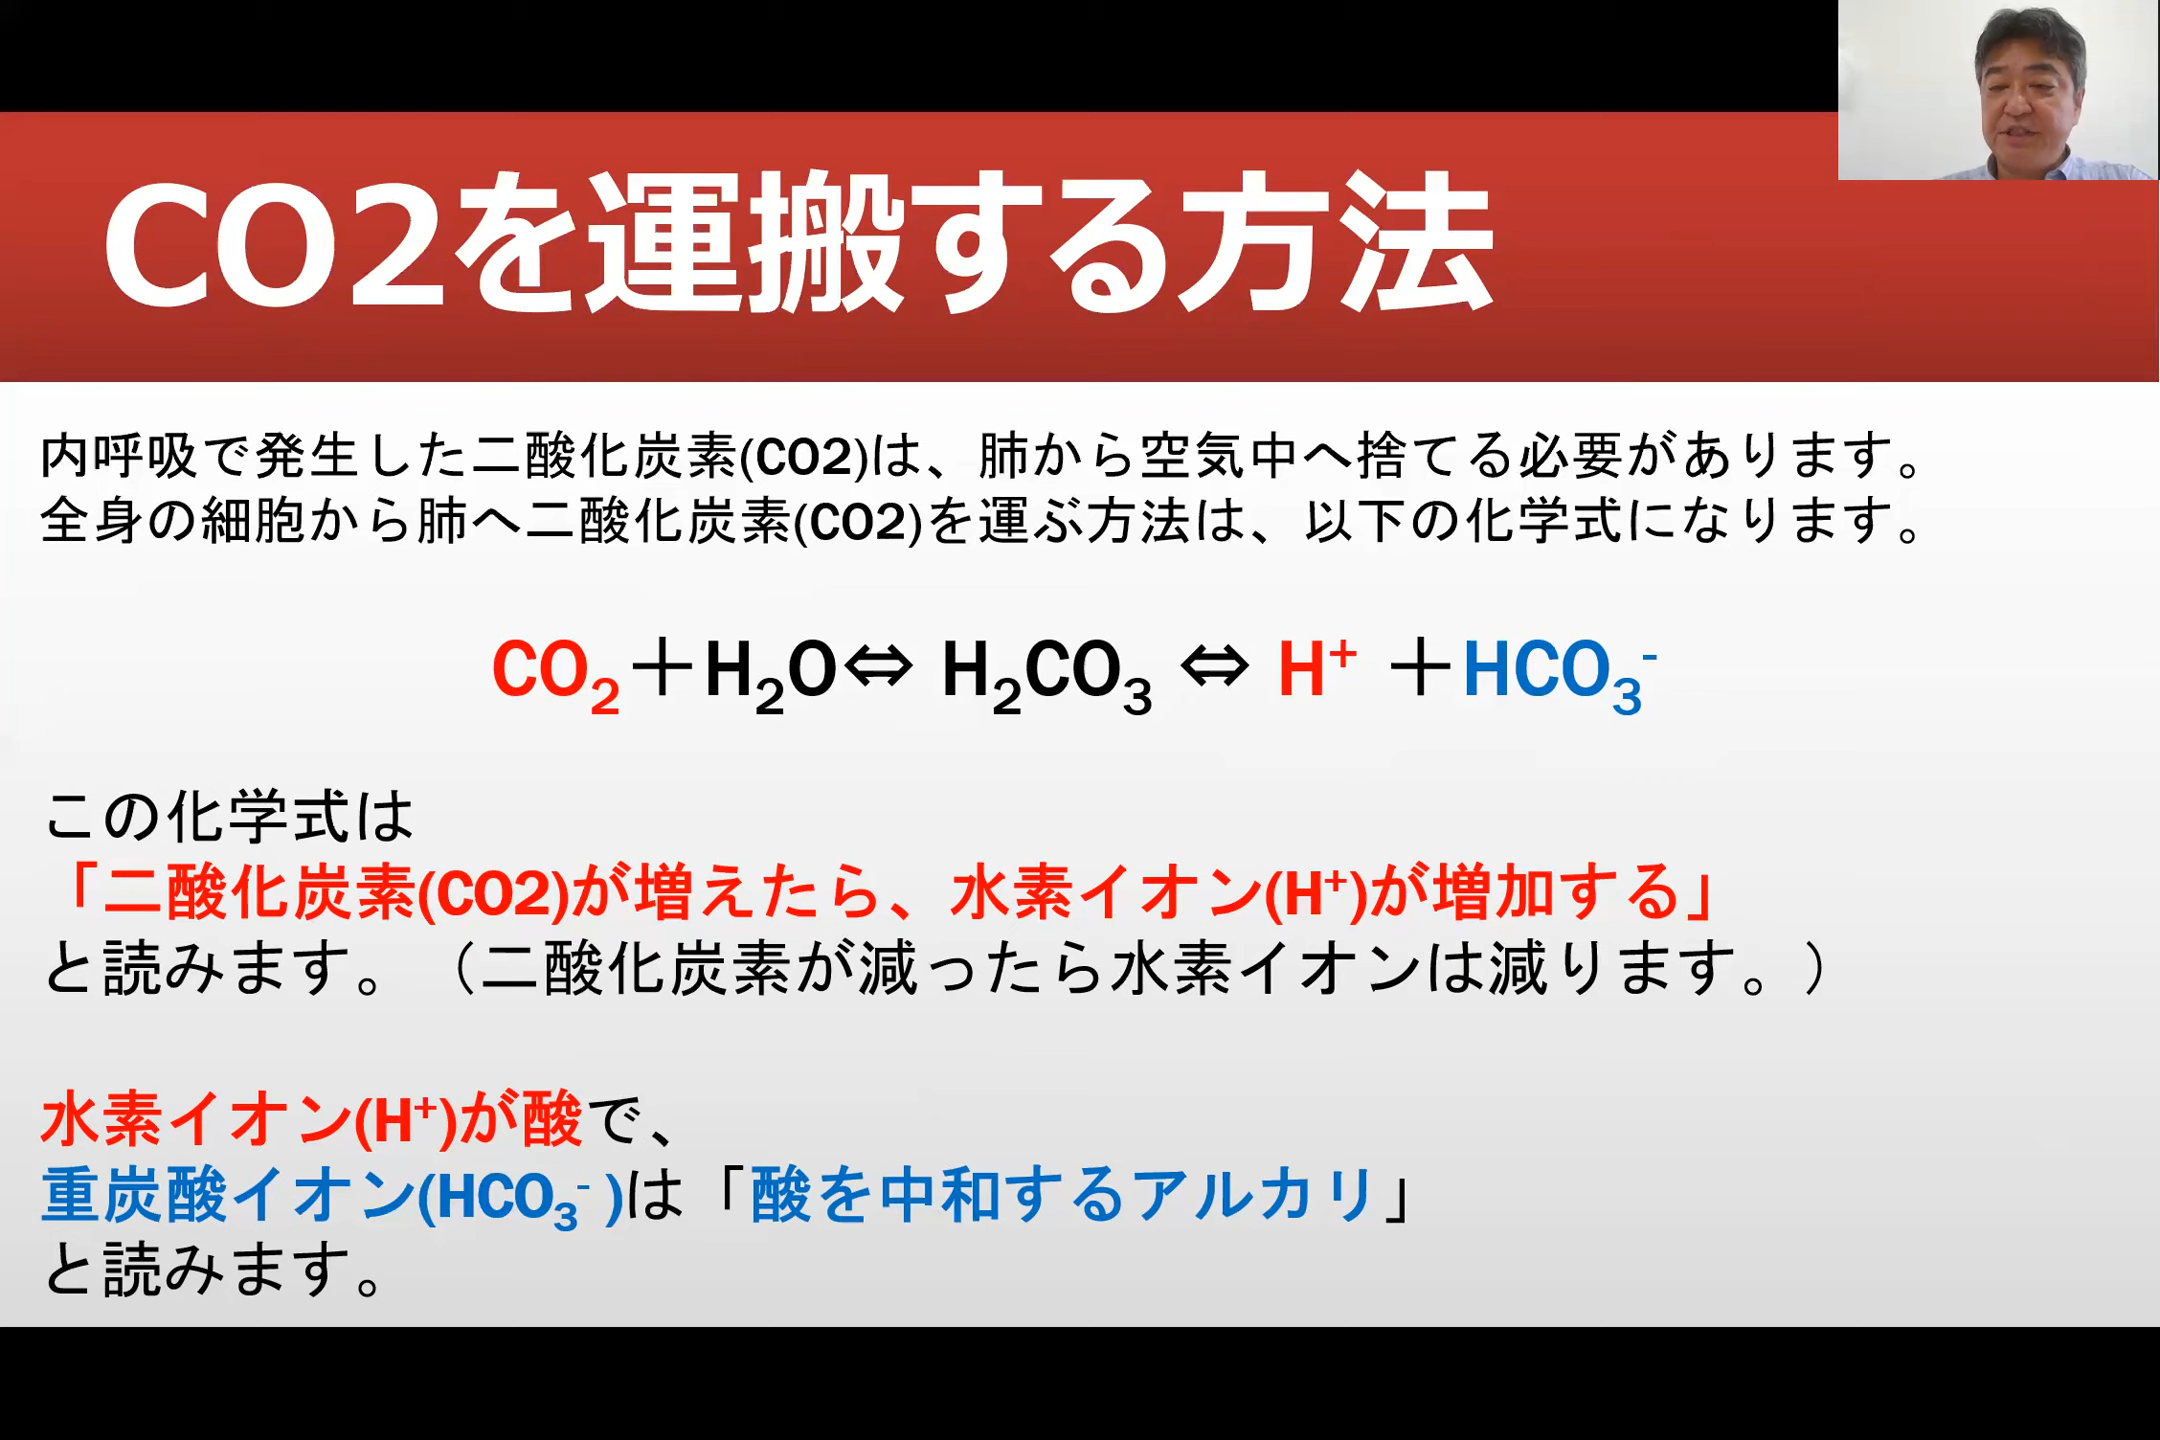 CO2を運搬する方法
内呼吸で発生した二酸化炭素(CO2)は、肺から空気中へ捨てる必要があります。
全身の細胞から肺へ二酸化炭素(CO2)を運ぶ方法は、以下の化学式になります。
CO₂＋H₂O⇔ H₂CO₃ ⇔ H⁺ ＋HCO₃⁻
この化学式は
「二酸化炭素(CO2)が増えたら、水素イオン(H⁺)が増加する」
と読みます。（二酸化炭素が減ったら水素イオンは減ります。）
水素イオン(H⁺)が酸で、
重炭酸イオン(HCO₃⁻ )は「酸を中和するアルカリ」
と読みます。